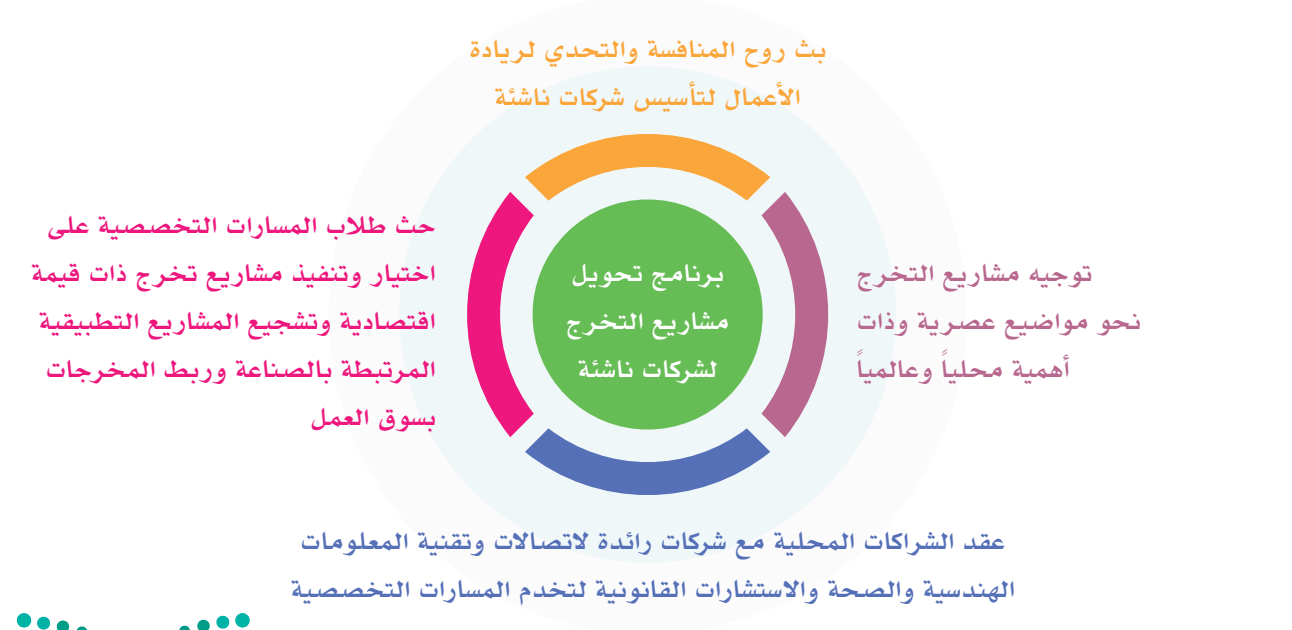 بث روح المنافسة والتحدي لريادة
الأعمال لتأسيس شركات ناشئة
توجيه مشاريع التخرج
نحو مواضيع عصرية وذات
أهمية محلياً وعالمياً
برنامج تحويل
مشاريع التخرج
لشركات ناشئة
حث طلاب المسارات التخصصية على
اختيار وتنفيذ مشاريع تخرج ذات قيمة
اقتصادية وتشجيع المشاريع التطبيقية
المرتبطة بالصناعة وربط المخرجات
بسوق العمل
عقد الشراكات المحلية مع شركات رائدة لاتصالات وتقنية المعلومات
الهندسية والصحة والاستشارات القانونية لتخدم المسارات التخصصية